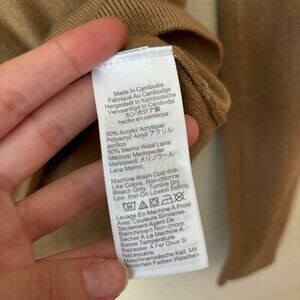 Made In Cambodia
Fabriqué Au Cambodge
Hergestellt In Kambodscha
Vervaardigd in Cambodja
カンボジア製
hecho en camboya
50% Acrylic/ Acrylique/
Polyacryl/ Acryl/ アクリル/
acrílico
50% Merino Wool/ Laine
Mérinos/ Merinowolle/
Merinowol/ メリノウール/
Lana Merino
Machine Wash Cold With
Like Colors. Non-chlorine
Bleach Only. Tumble Dry
Low. Iron On Lowest Setting
Lavage En Machine À Froid
Avec Couleurs Similaires.
Seulement Agent De
Blanchiment Non-chloré.
Séchage À La Machine À
Basse Température.
Repasser À Fer Doux Si
Nécessaire.
Maschinenwäsche Kalt; Mit
Ähnlichen Farben Waschen